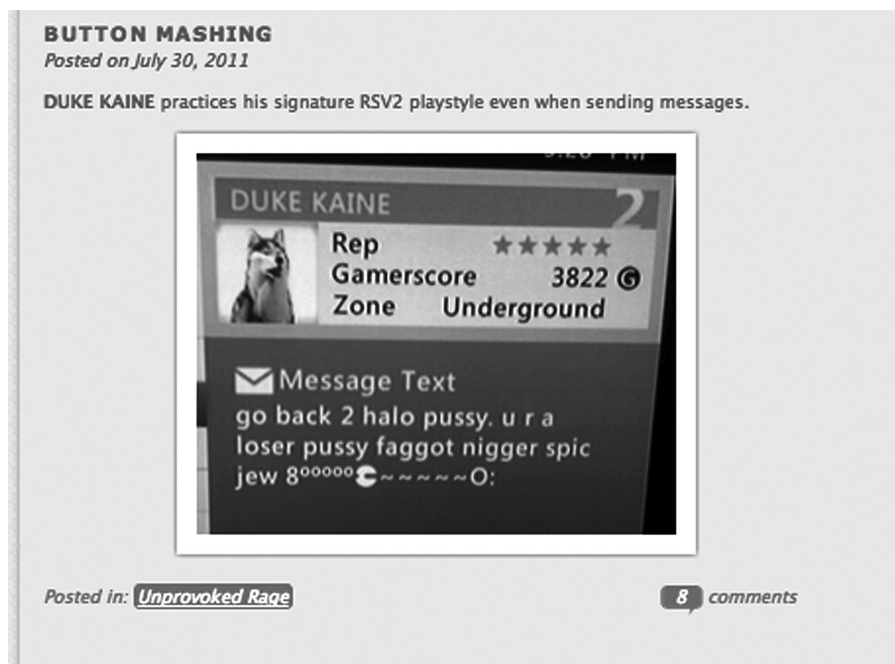 BUTTON MASHING
Posted on July 30, 2011
DUKE KAINE practices his signature RSV2 playstyle even when sending messages.
DUKE KAINE 2
Rep ★★★★★
Gamerscore 3822 G
Zone Underground
Message Text
go back 2 halo pussy. u r a
loser pussy faggot nigger spic
jew 8ººººº~~~~~O:
Posted in: Unprovoked Rage
8 comments